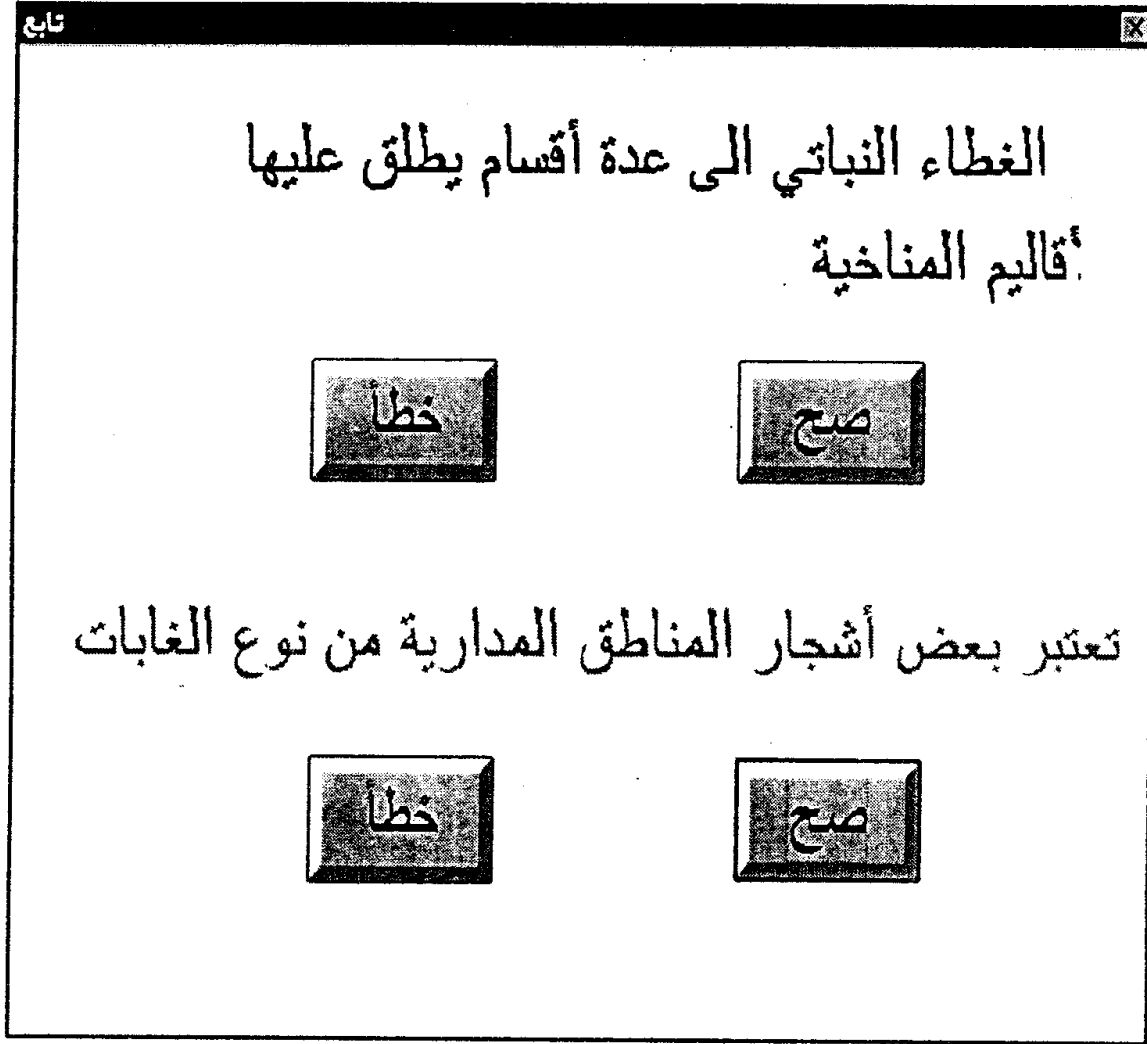 تابع
الغطاء النباتي الى عدة أقسام يطلق عليها
أقاليم المناخية
صح
خطأ
تعتبر بعض أشجار المناطق المدارية من نوع الغابات
صح
خطأ